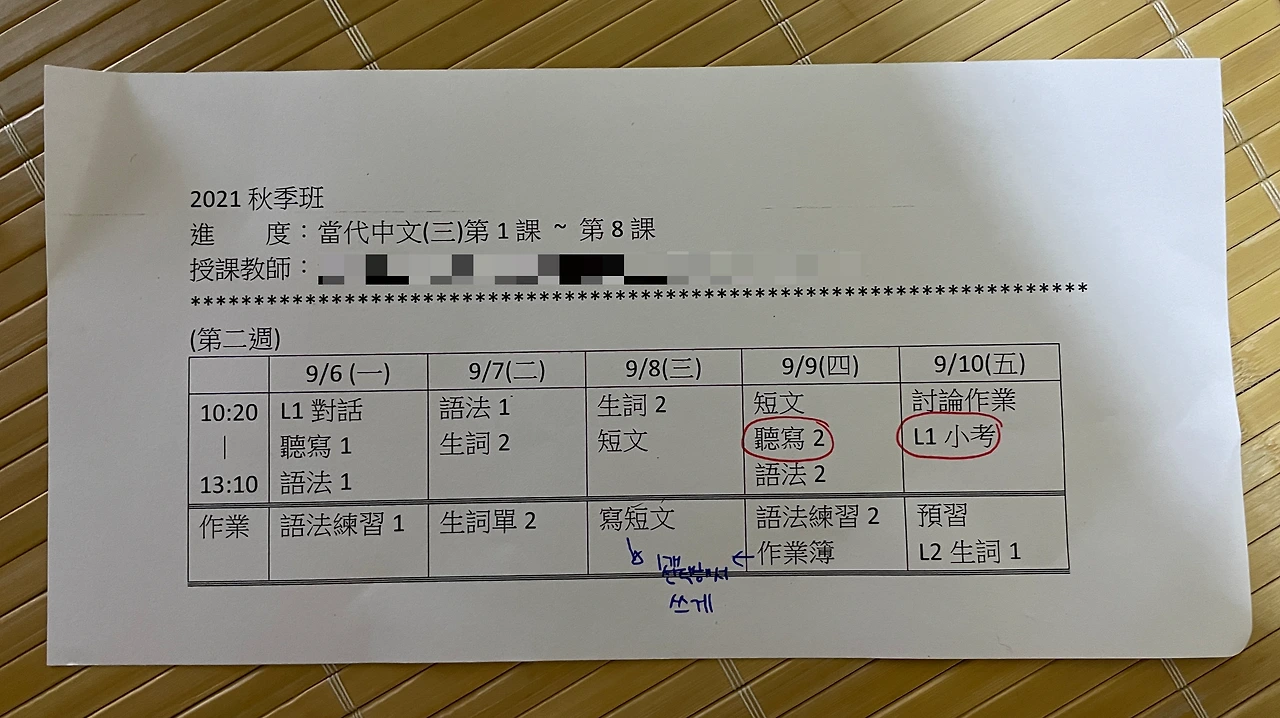 2021 秋季班
進　　度：當代中文(三)第 1 課 ~ 第 8 課
授課教師：
***********************************************************************
(第二週)
9/6 (一) 9/7(二) 9/8(三) 9/9(四) 9/10(五)
10:20 L1 對話 語法 1 生詞 2 短文 討論作業
| 聽寫 1 生詞 2 短文 聽寫 2 L1 小考
13:10 語法 1 語法 2
作業 語法練習 1 生詞單 2 寫短文 語法練習 2 預習
作業簿 L2 生詞 1
1개
쓰게